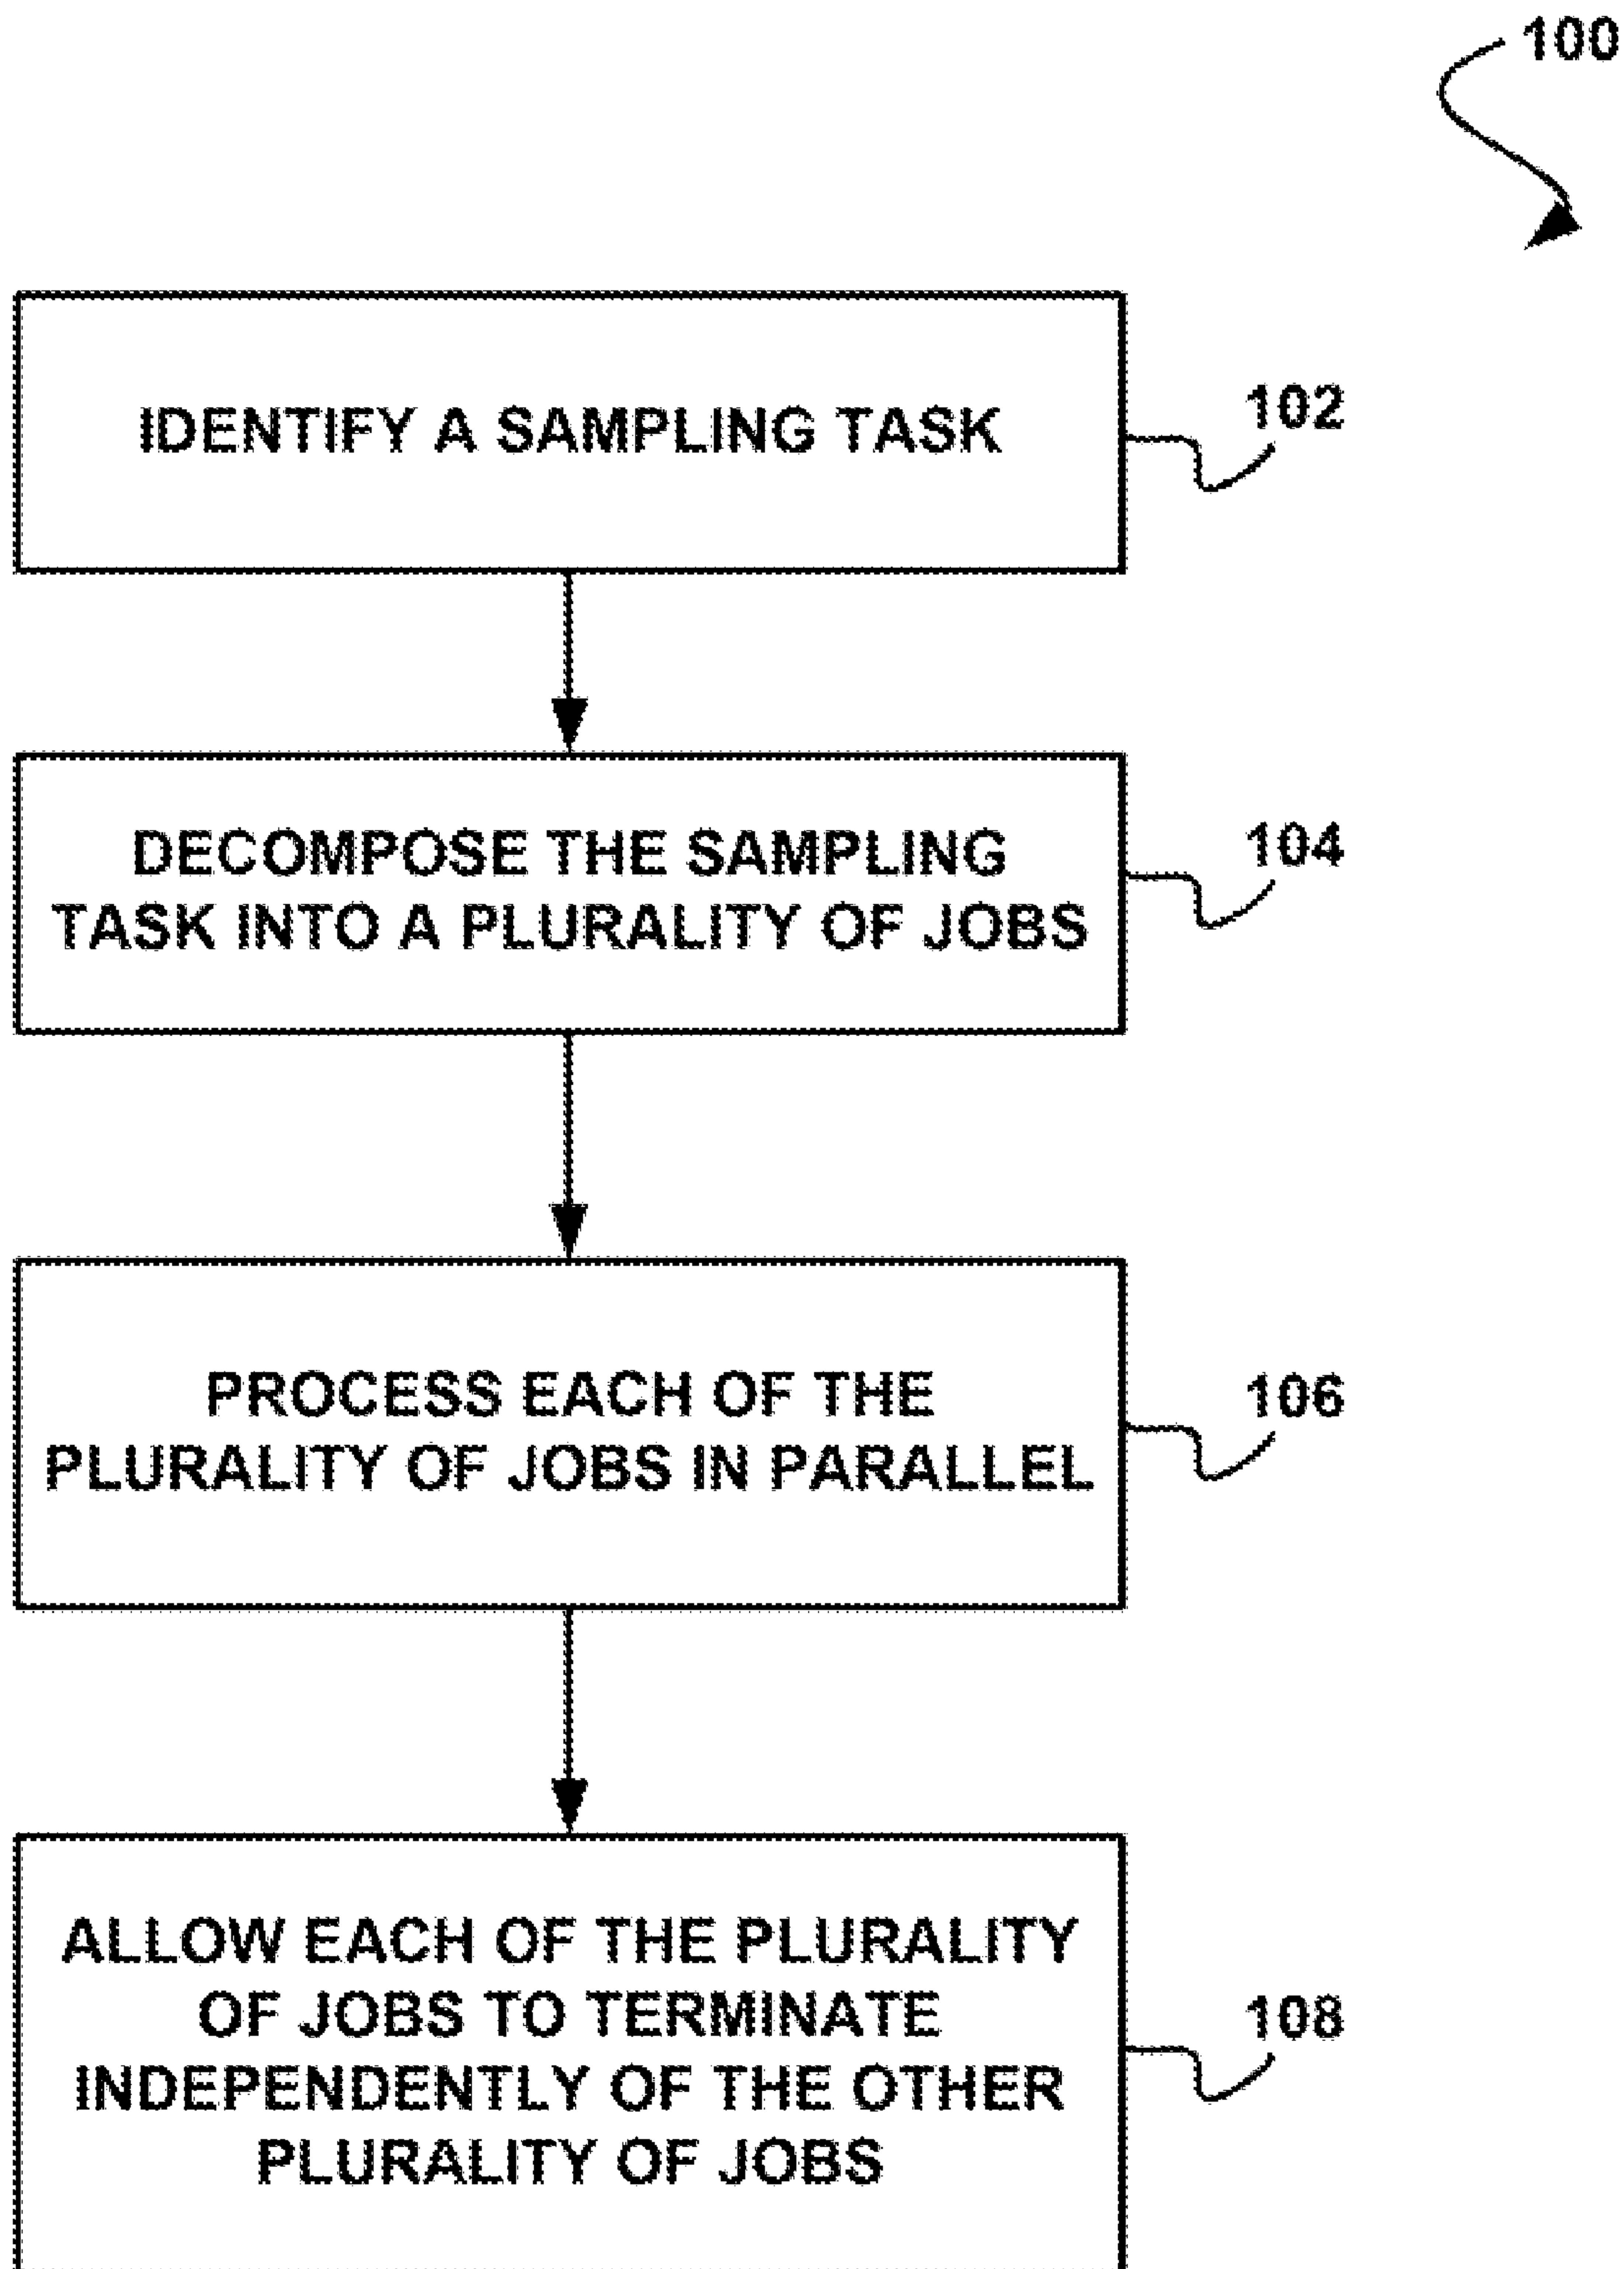 100
IDENTIFY A SAMPLING TASK
102
DECOMPOSE THE SAMPLING
TASK INTO A PLURALITY OF JOBS
104
PROCESS EACH OF THE
PLURALITY OF JOBS IN PARALLEL
106
ALLOW EACH OF THE PLURALITY
OF JOBS TO TERMINATE
INDEPENDENTLY OF THE OTHER
PLURALITY OF JOBS
108